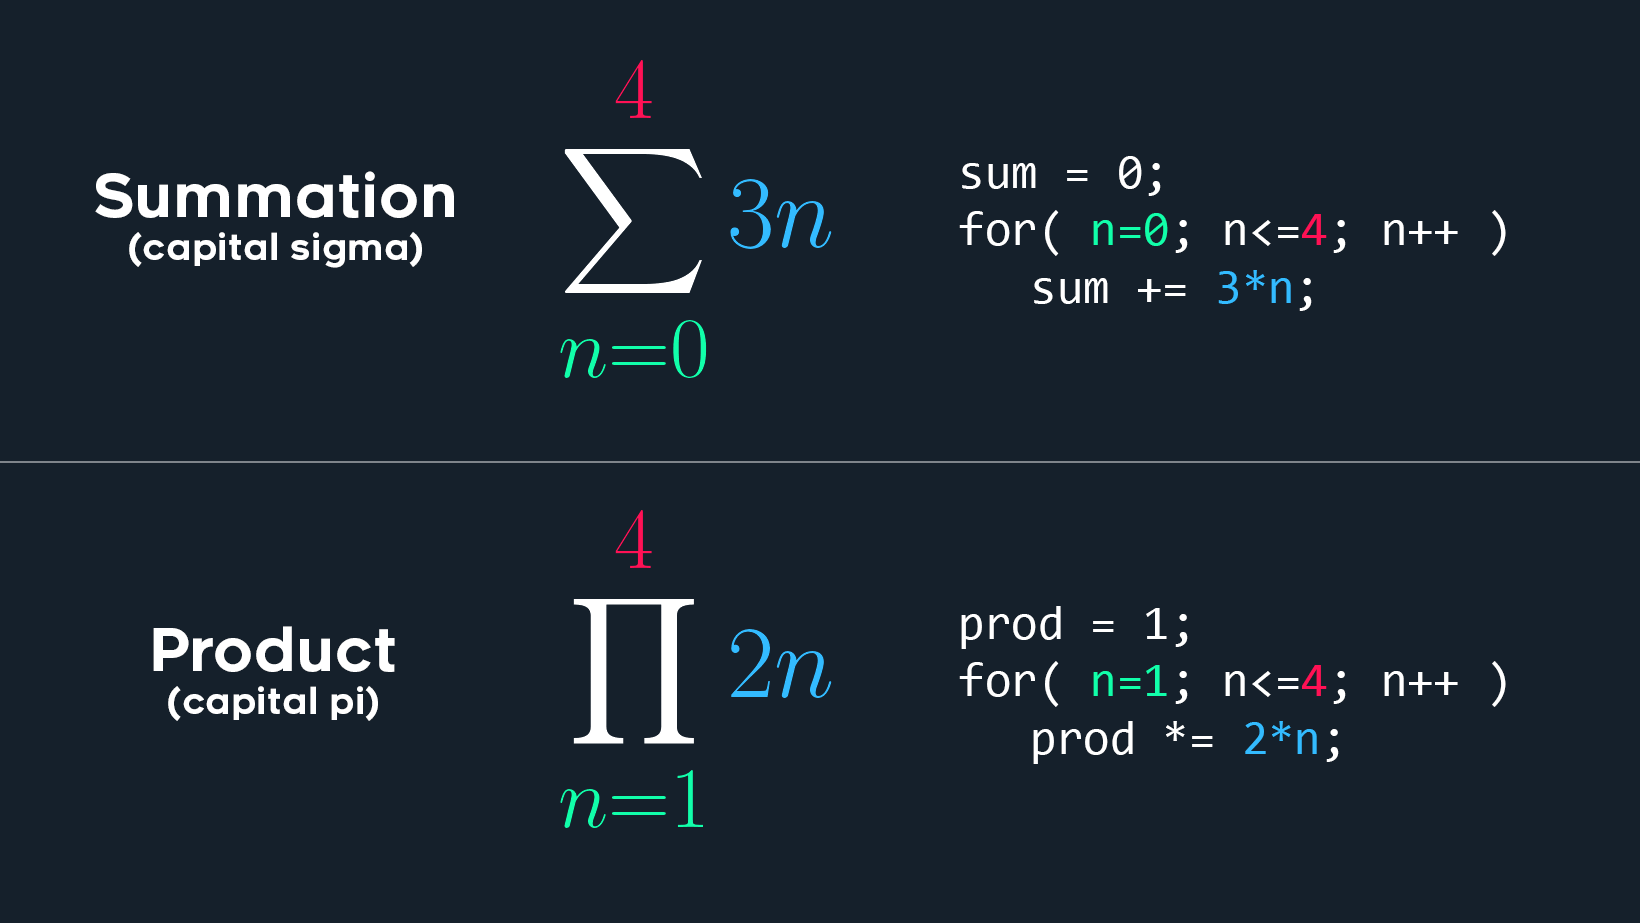 Summation
(capital sigma)
4
∑ 3n
n=0
sum = 0;
for( n=0; n<=4; n++ )
sum += 3*n;
Product
(capital pi)
4
∏ 2n
n=1
prod = 1;
for( n=1; n<=4; n++ )
prod *= 2*n;